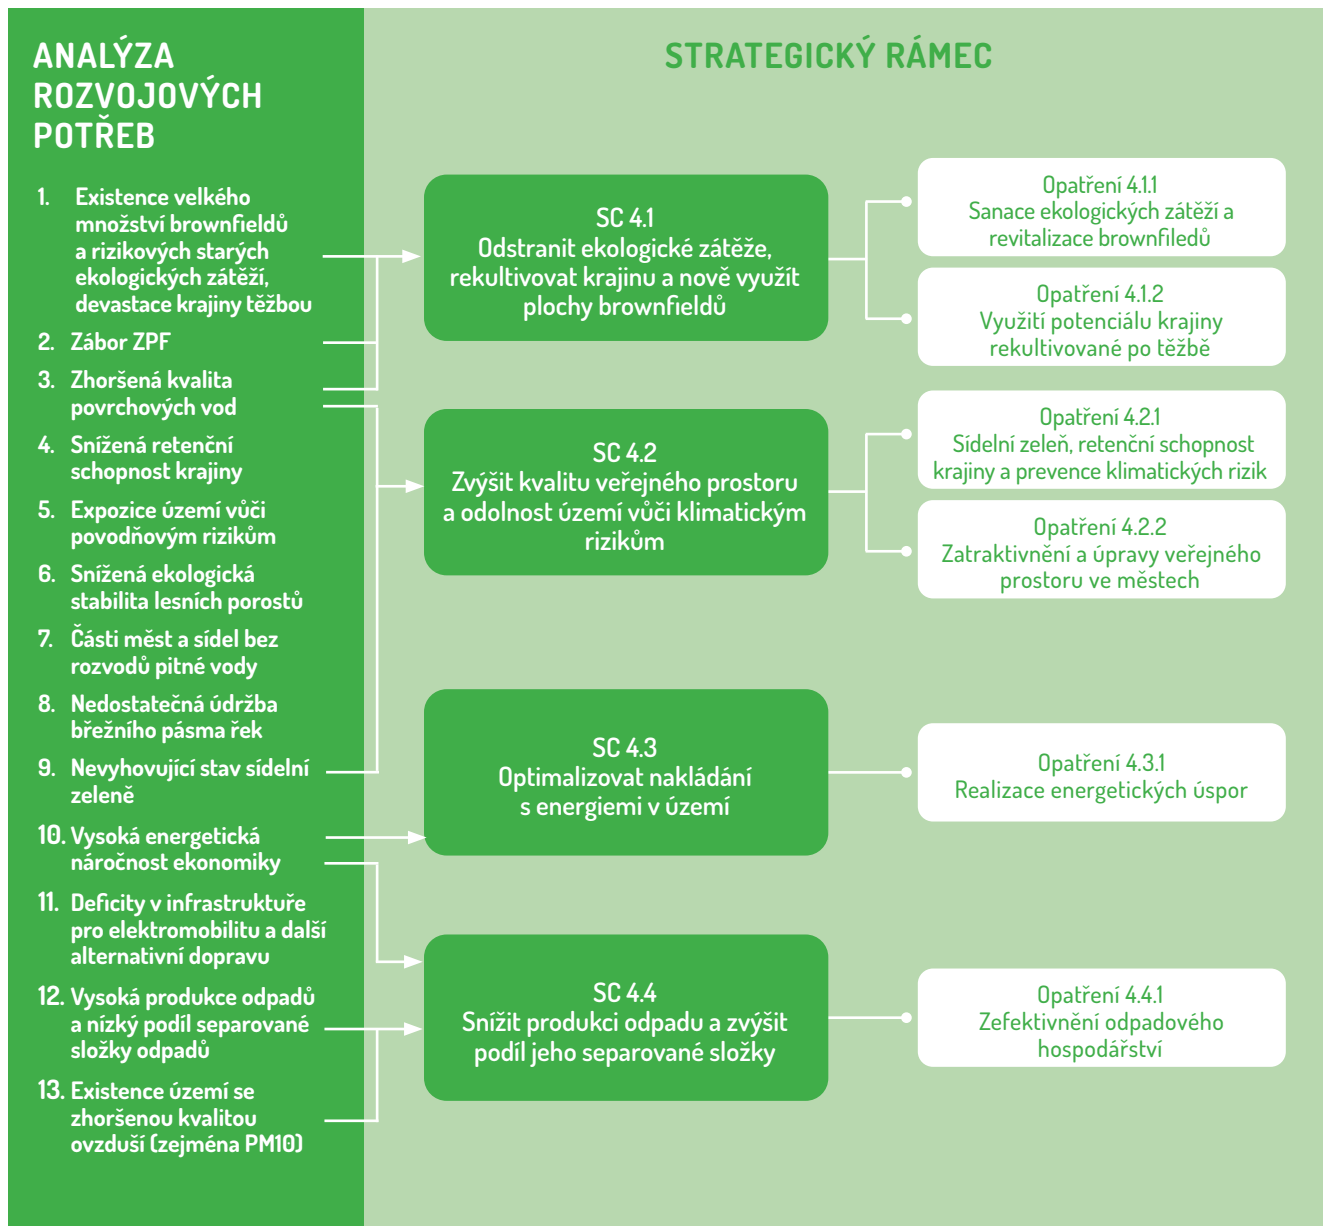 ANALÝZA
ROZVOJOVÝCH
POTŘEB
1. Existence velkého
množství brownfieldů
a rizikových starých
ekologických zátěží,
devastace krajiny těžbou
2. Zábor ZPF
3. Zhoršená kvalita
povrchových vod
4. Snížená retenční
schopnost krajiny
5. Expozice území vůči
povodňovým rizikům
6. Snížená ekologická
stabilita lesních porostů
7. Části měst a sídel bez
rozvodů pitné vody
8. Nedostatečná údržba
břežního pásma řek
9. Nevyhovující stav sídelní
zeleně
10. Vysoká energetická
náročnost ekonomiky
11. Deficity v infrastruktuře
pro elektromobilitu a další
alternativní dopravu
12. Vysoká produkce odpadů
a nízký podíl separované
složky odpadů
13. Existence území se
zhoršenou kvalitou
ovzduší (zejména PM10)
STRATEGICKÝ RÁMEC
SC 4.1
Odstranit ekologické zátěže,
rekultivovat krajinu a nově využít
plochy brownfieldů
Opatření 4.1.1
Sanace ekologických zátěží a
revitalizace brownfiledů
Opatření 4.1.2
Využití potenciálu krajiny
rekultivované po těžbě
SC 4.2
Zvýšit kvalitu veřejného prostoru
a odolnost území vůči klimatickým
rizikům
Opatření 4.2.1
Sídelní zeleň, retenční schopnost
krajiny a prevence klimatických rizik
Opatření 4.2.2
Zatraktivnění a úpravy veřejného
prostoru ve městech
SC 4.3
Optimalizovat nakládání
s energiemi v území
Opatření 4.3.1
Realizace energetických úspor
SC 4.4
Snížit produkci odpadu a zvýšit
podíl jeho separované složky
Opatření 4.4.1
Zefektivnění odpadového
hospodářství